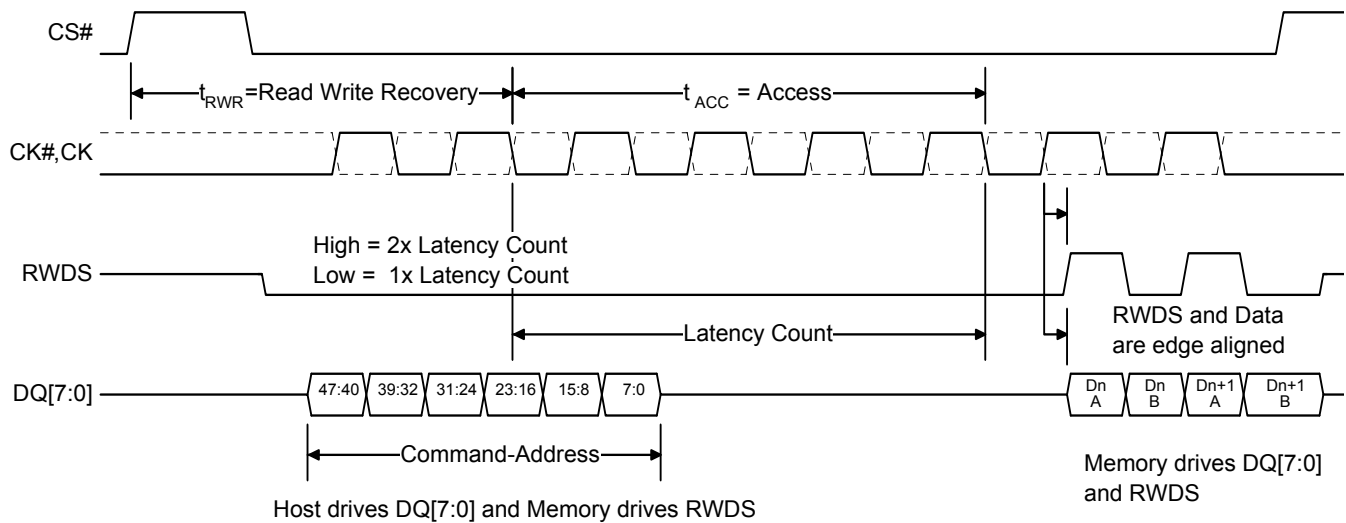 CS#
tRWR=Read Write Recovery
tACC = Access
CK#,CK
High = 2x Latency Count
Low = 1x Latency Count
RWDS
Latency Count
RWDS and Data
are edge aligned
DQ[7:0]
47:40 39:32 31:24 23:16 15:8 7:0
Dn
A
Dn
B
Dn+1
A
Dn+1
B
Command-Address
Memory drives DQ[7:0]
and RWDS
Host drives DQ[7:0] and Memory drives RWDS